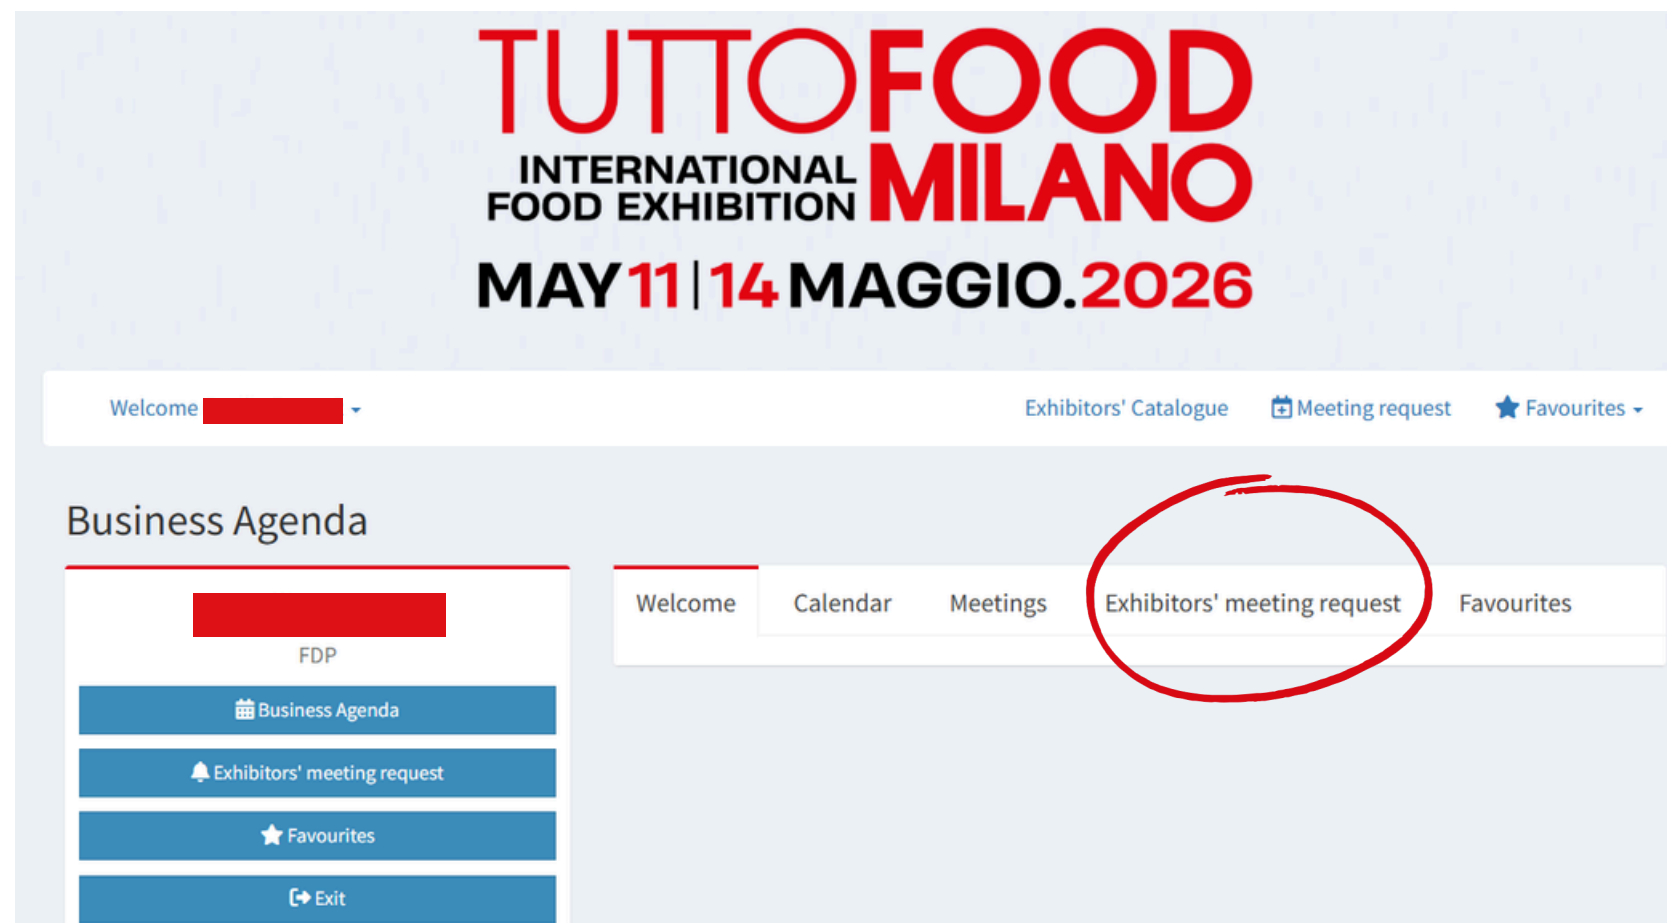 TUTTOFOOD
INTERNATIONAL
FOOD EXHIBITION
MILANO
MAY 11|14 MAGGIO.2026
Welcome
Exhibitors' Catalogue
Meeting request
Favourites
Business Agenda
FDP
Business Agenda
Exhibitors' meeting request
Favourites
Exit
Welcome
Calendar
Meetings
Exhibitors' meeting request
Favourites